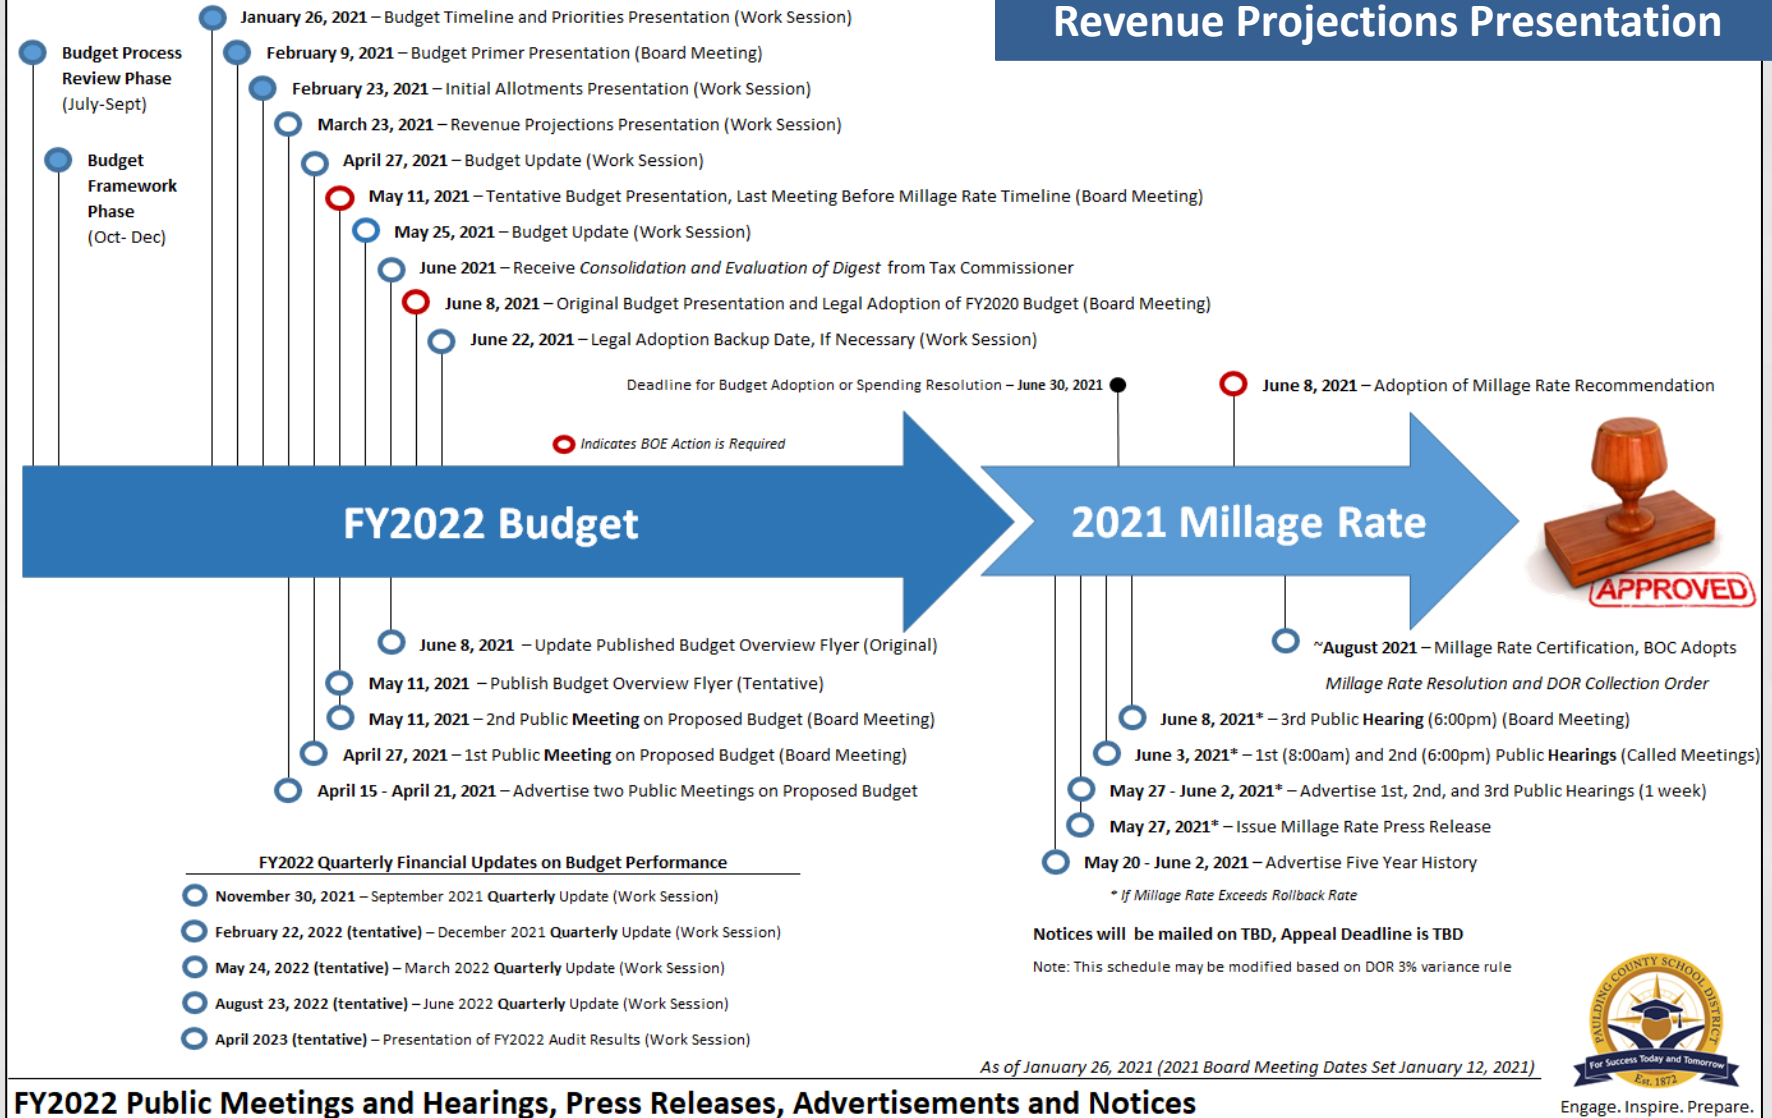 Revenue Projections Presentation
January 26, 2021 – Budget Timeline and Priorities Presentation (Work Session)
Budget Process
Review Phase
(July-Sept)
February 9, 2021 – Budget Primer Presentation (Board Meeting)
February 23, 2021 – Initial Allotments Presentation (Work Session)
March 23, 2021 – Revenue Projections Presentation (Work Session)
Budget
Framework
Phase
(Oct- Dec)
April 27, 2021 – Budget Update (Work Session)
May 11, 2021 – Tentative Budget Presentation, Last Meeting Before Millage Rate Timeline (Board Meeting)
May 25, 2021 – Budget Update (Work Session)
June 2021 – Receive Consolidation and Evaluation of Digest from Tax Commissioner
June 8, 2021 – Original Budget Presentation and Legal Adoption of FY2020 Budget (Board Meeting)
June 22, 2021 – Legal Adoption Backup Date, If Necessary (Work Session)
Deadline for Budget Adoption or Spending Resolution – June 30, 2021
June 8, 2021 – Adoption of Millage Rate Recommendation
Indicates BOE Action is Required
FY2022 Budget
2021 Millage Rate
APPROVED
June 8, 2021 – Update Published Budget Overview Flyer (Original)
May 11, 2021 – Publish Budget Overview Flyer (Tentative)
May 11, 2021 – 2nd Public Meeting on Proposed Budget (Board Meeting)
April 27, 2021 – 1st Public Meeting on Proposed Budget (Board Meeting)
April 15 - April 21, 2021 – Advertise two Public Meetings on Proposed Budget
~August 2021 – Millage Rate Certification, BOC Adopts
Millage Rate Resolution and DOR Collection Order
June 8, 2021* – 3rd Public Hearing (6:00pm) (Board Meeting)
June 3, 2021* – 1st (8:00am) and 2nd (6:00pm) Public Hearings (Called Meetings)
May 27 - June 2, 2021* – Advertise 1st, 2nd, and 3rd Public Hearings (1 week)
May 27, 2021* – Issue Millage Rate Press Release
May 20 - June 2, 2021 – Advertise Five Year History
* If Millage Rate Exceeds Rollback Rate
FY2022 Quarterly Financial Updates on Budget Performance
November 30, 2021 – September 2021 Quarterly Update (Work Session)
February 22, 2022 (tentative) – December 2021 Quarterly Update (Work Session)
May 24, 2022 (tentative) – March 2022 Quarterly Update (Work Session)
August 23, 2022 (tentative) – June 2022 Quarterly Update (Work Session)
April 2023 (tentative) – Presentation of FY2022 Audit Results (Work Session)
Notices will be mailed on TBD, Appeal Deadline is TBD
Note: This schedule may be modified based on DOR 3% variance rule
As of January 26, 2021 (2021 Board Meeting Dates Set January 12, 2021)
PAULDING COUNTY SCHOOL DISTRICT
For Success Today and Tomorrow
Est. 1872
Engage. Inspire. Prepare.
FY2022 Public Meetings and Hearings, Press Releases, Advertisements and Notices